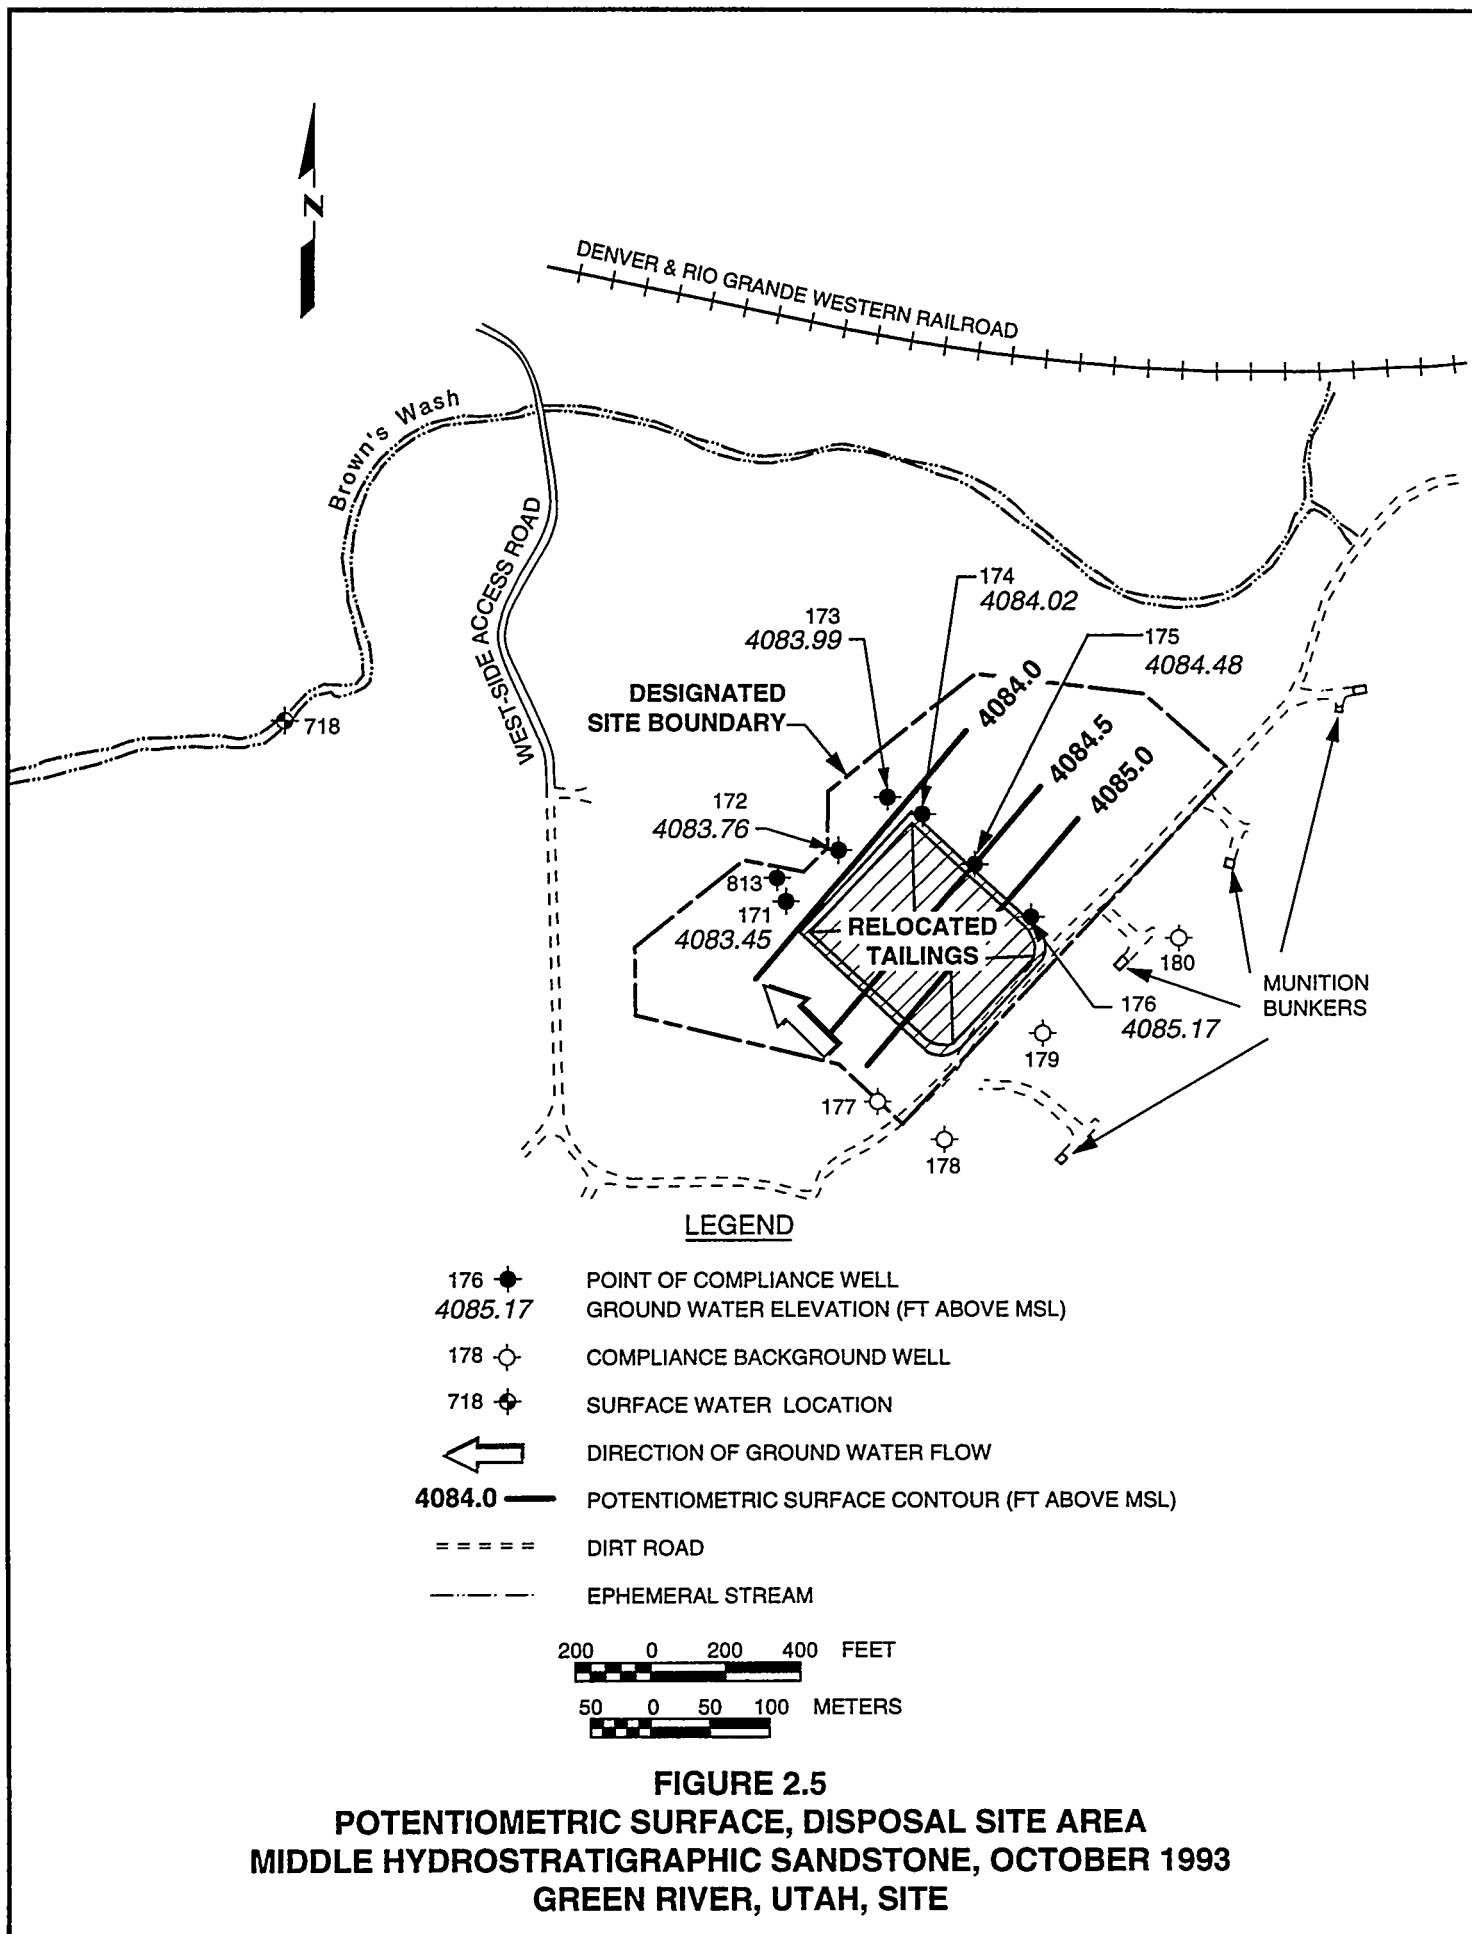 N
DENVER & RIO GRANDE WESTERN RAILROAD
Brown's Wash
WEST-SIDE ACCESS ROAD
718
174
4084.02
173
4083.99
175
4084.48
DESIGNATED
SITE BOUNDARY
4084.0
4084.5
4085.0
172
4083.76
813
171
4083.45
RELOCATED
TAILINGS
180
MUNITION
BUNKERS
176
4085.17
179
177
178
LEGEND
176 POINT OF COMPLIANCE WELL
4085.17 GROUND WATER ELEVATION (FT ABOVE MSL)
178 COMPLIANCE BACKGROUND WELL
718 SURFACE WATER LOCATION
DIRECTION OF GROUND WATER FLOW
4084.0 POTENTIOMETRIC SURFACE CONTOUR (FT ABOVE MSL)
DIRT ROAD
EPHEMERAL STREAM
200 0 200 400 FEET
50 0 50 100 METERS
FIGURE 2.5
POTENTIOMETRIC SURFACE, DISPOSAL SITE AREA
MIDDLE HYDROSTRATIGRAPHIC SANDSTONE, OCTOBER 1993
GREEN RIVER, UTAH, SITE